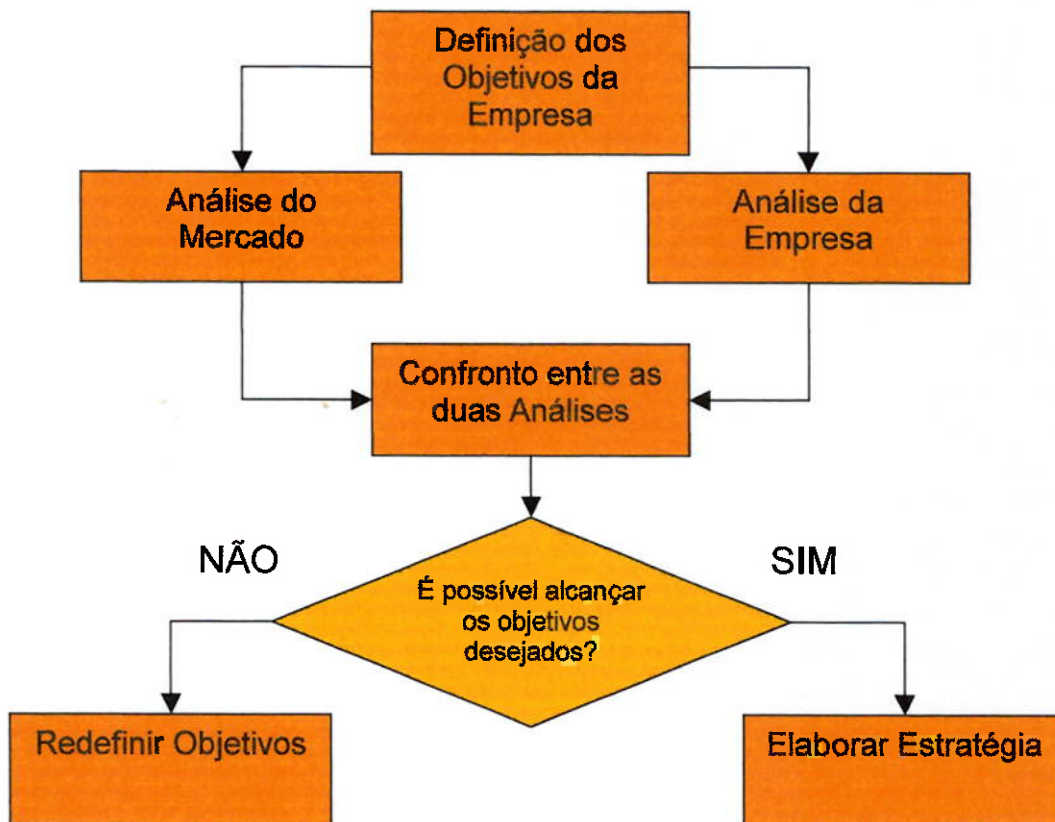 Definição dos
Objetivos da
Empresa
Análise do
Mercado
Análise da
Empresa
Confronto entre as
duas Análises
NÃO
SIM
É possível alcançar
os objetivos
desejados?
Redefinir Objetivos
Elaborar Estratégia